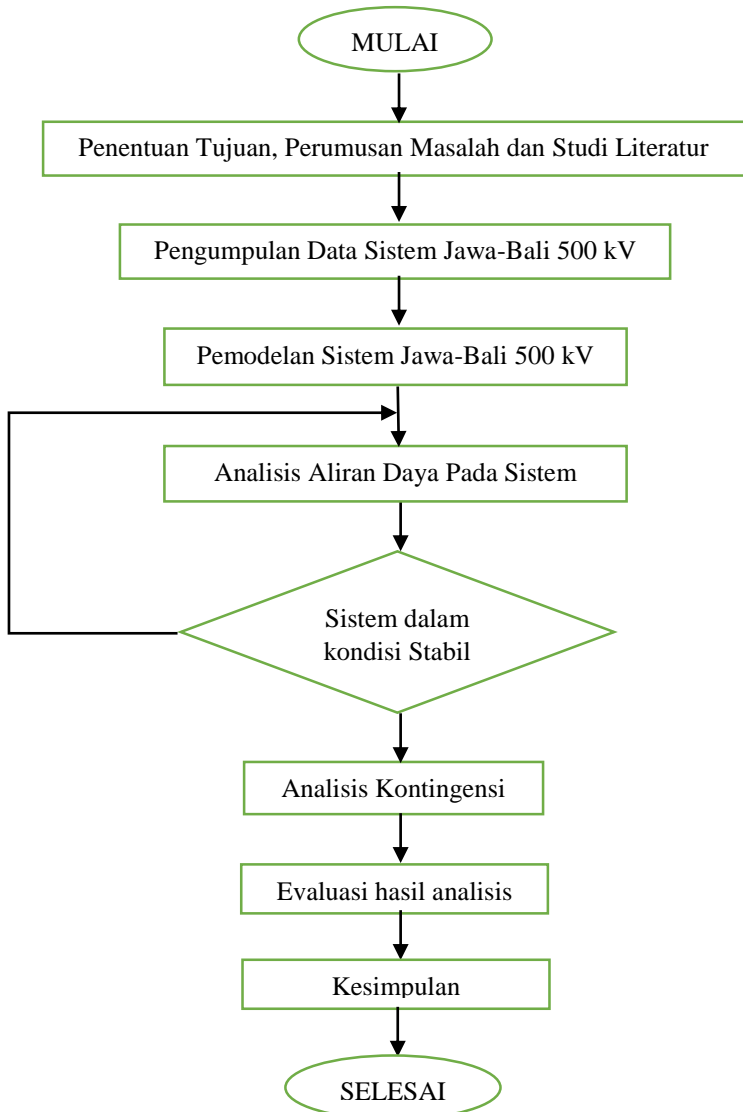 MULAI
Penentuan Tujuan, Perumusan Masalah dan Studi Literatur
Pengumpulan Data Sistem Jawa-Bali 500 kV
Pemodelan Sistem Jawa-Bali 500 kV
Analisis Aliran Daya Pada Sistem
Sistem dalam
kondisi Stabil
Analisis Kontingensi
Evaluasi hasil analisis
Kesimpulan
SELESAI